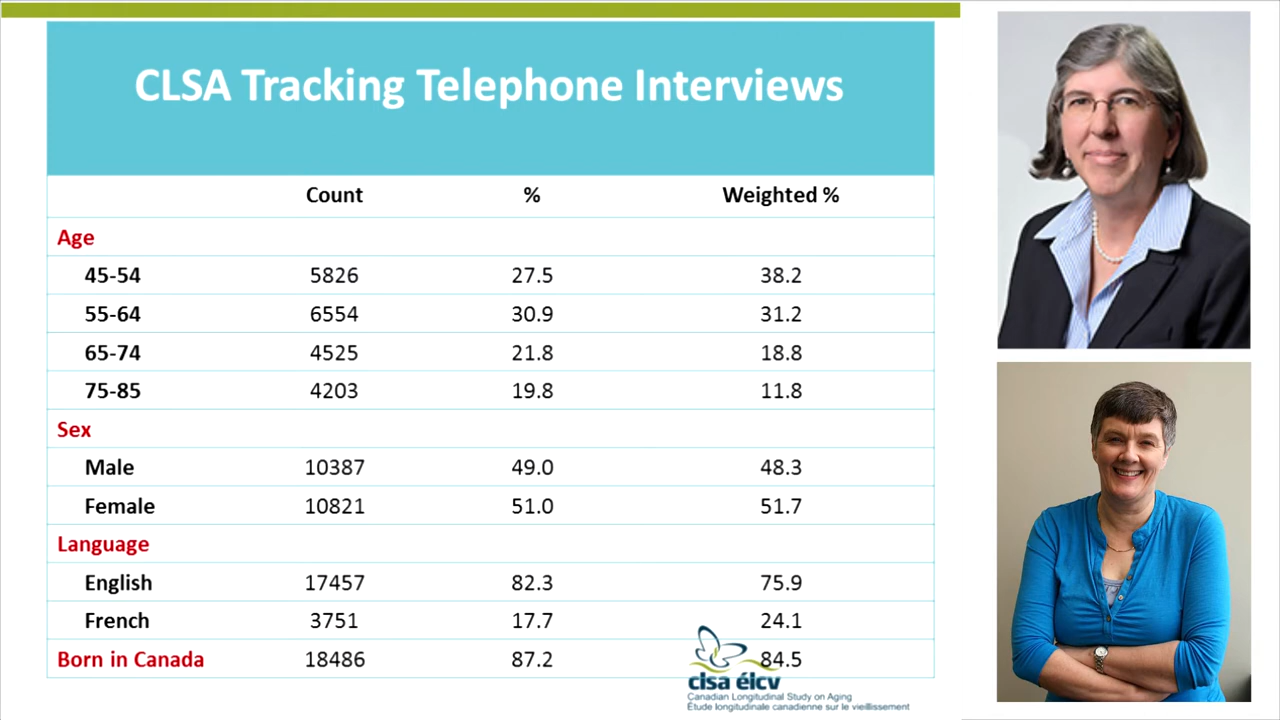 CLSA Tracking Telephone Interviews
Count % Weighted %
Age
45-54 5826 27.5 38.2
55-64 6554 30.9 31.2
65-74 4525 21.8 18.8
75-85 4203 19.8 11.8
Sex
Male 10387 49.0 48.3
Female 10821 51.0 51.7
Language
English 17457 82.3 75.9
French 3751 17.7 24.1
Born in Canada 18486 87.2 84.5
clsa élcv
Canadian Longitudinal Study on Aging
Étude longitudinale canadienne sur le vieillissement